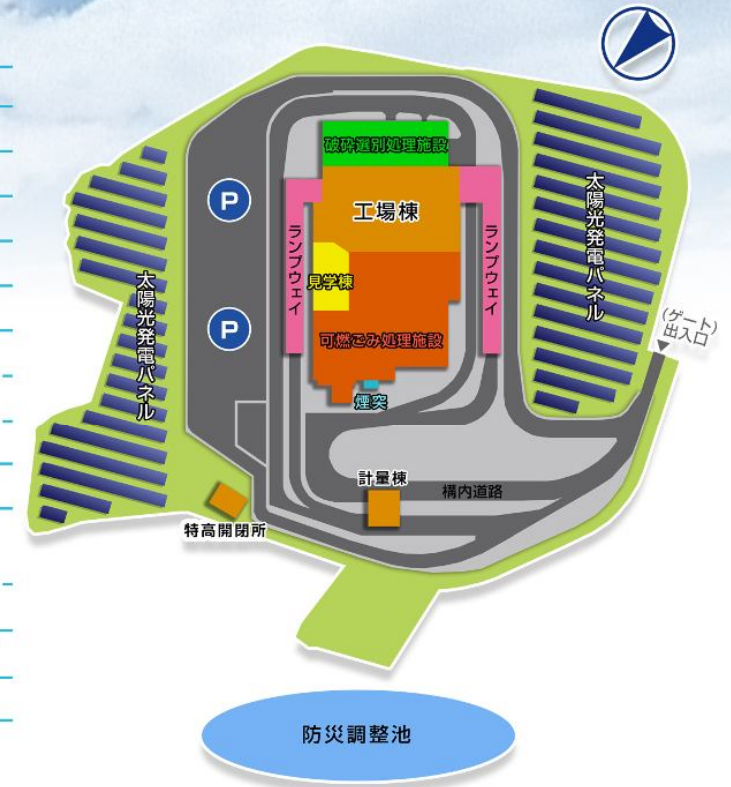 破砕選別処理施設
工場棟
P
ランプウェイ
ランプウェイ
太陽光発電パネル
見学棟
太陽光発電パネル
(ゲート)
出入口
P
可燃ごみ処理施設
煙突
計量棟
構内道路
特高開閉所
防災調整池